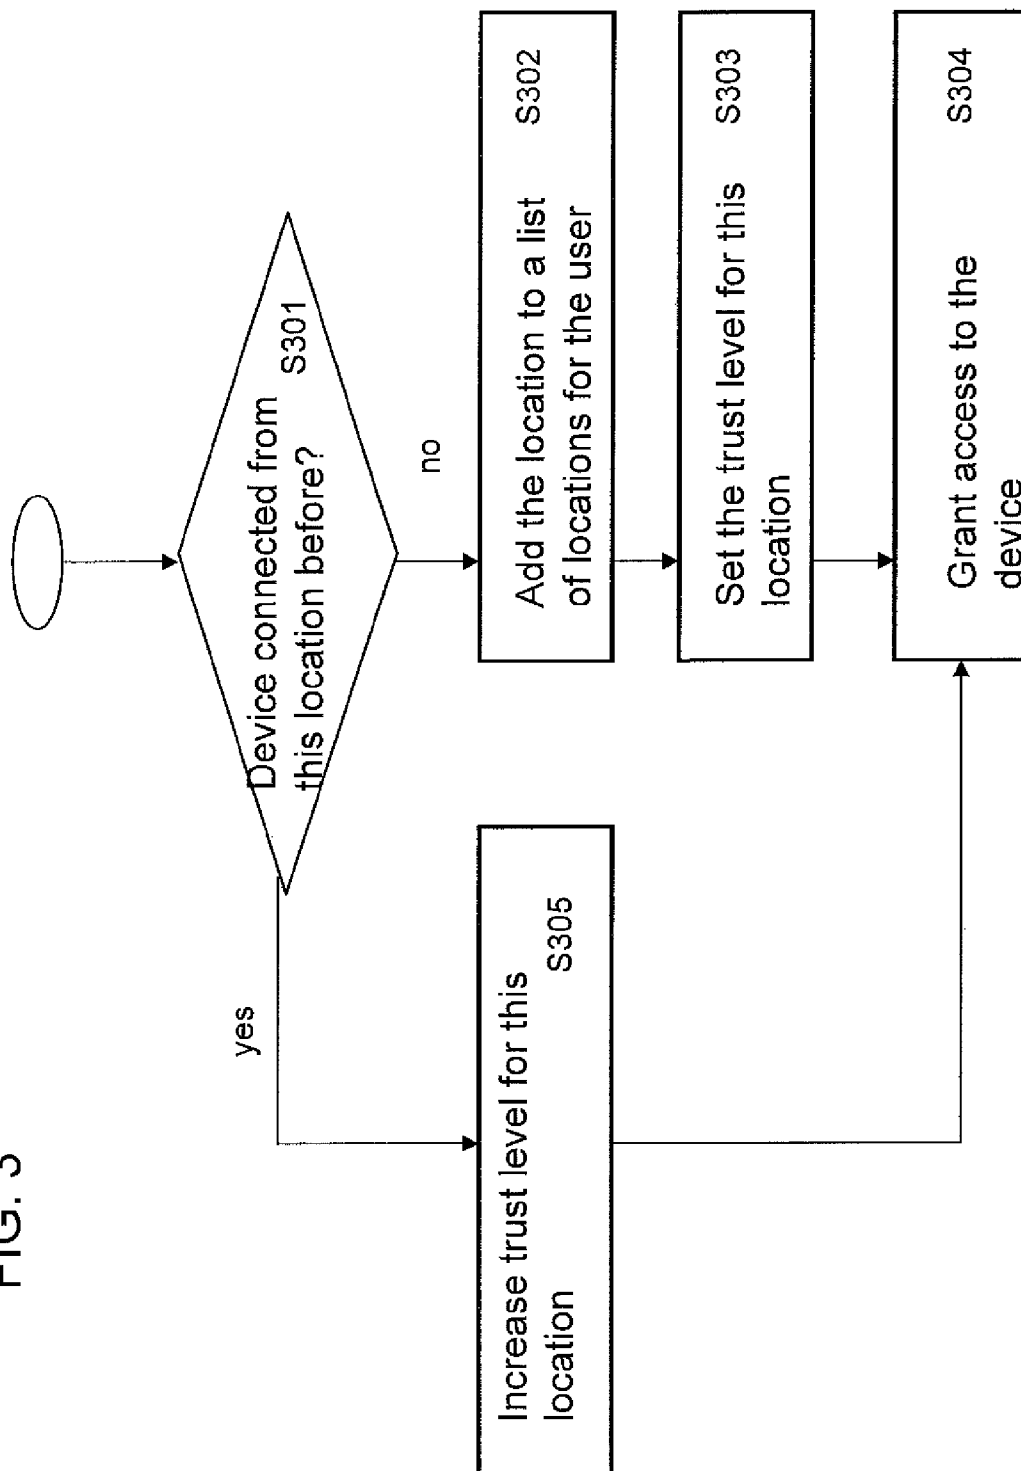 FIG. 3
Device connected from
this location before?
S301
yes
no
Increase trust level for this
location
S305
Add the location to a list
of locations for the user
S302
Set the trust level for this
location
S303
Grant access to the
device
S304